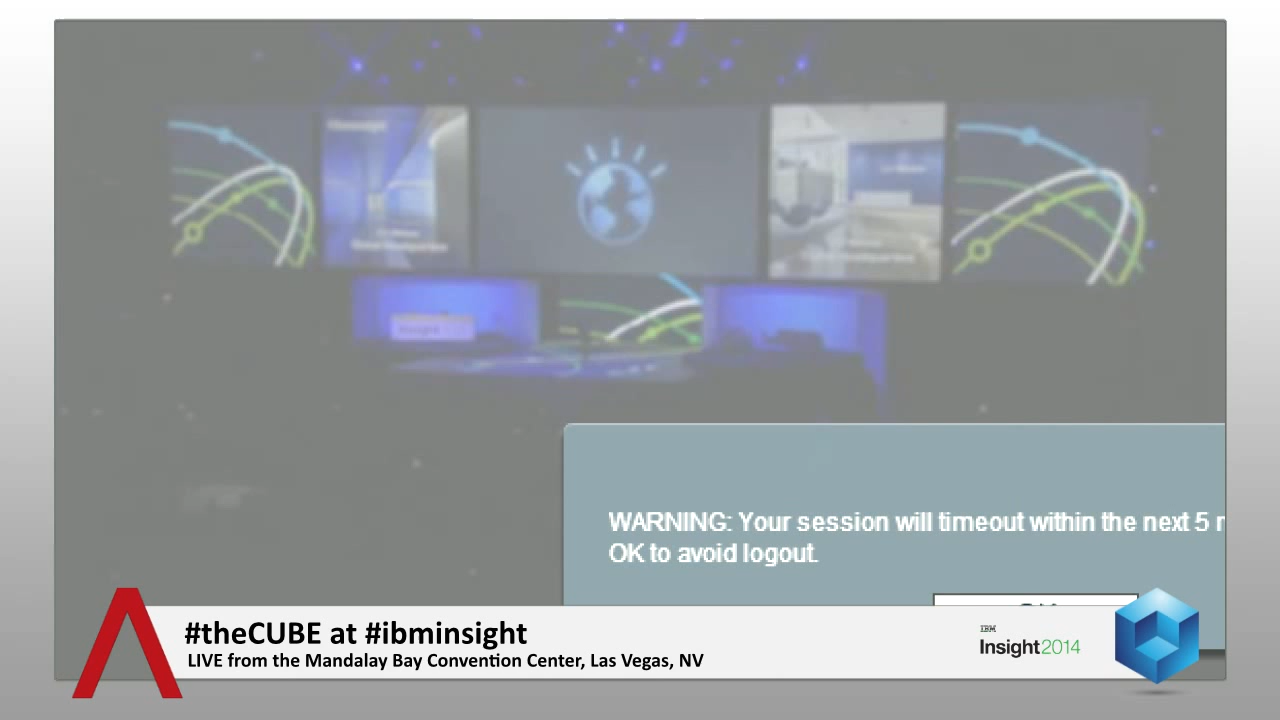 Insight
WARNING: Your session will timeout within the next 5
OK to avoid logout.
#theCUBE at #ibminsight
LIVE from the Mandalay Bay Convention Center, Las Vegas, NV
IBM
Insight2014